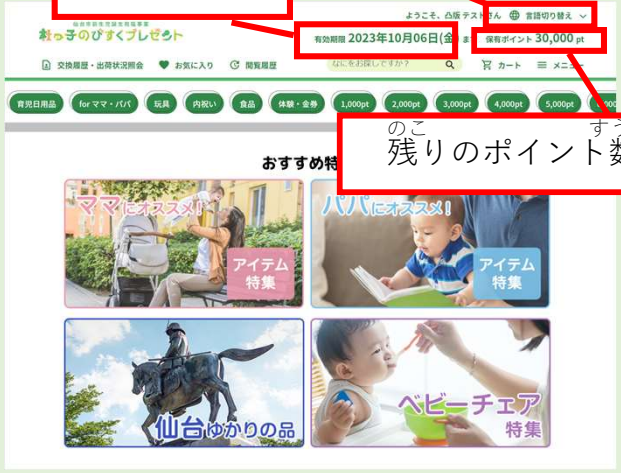 ようこそ、凸版 テストさん 言語切り替え
仙台市新生児誕生祝福事業
杜っ子のびすくすくプレゼント
有効期限 2023年10月06日(金) ま
保有ポイント 30,000 pt
交換履歴・出荷状況照会 お気に入り 閲覧履歴 なにをお探しですか? カート メニュー
育児日用品 for ママ・パパ 玩具 内祝い 食品 体験・金券 1,000pt 2,000pt 3,000pt 4,000pt 5,000pt
のこ すう
残りのポイント数
おすすめ特
ママにオススメ!
アイテム
特集
パパにオススメ!
アイテム
特集
仙台ゆかりの品
ベビーチェア
特集